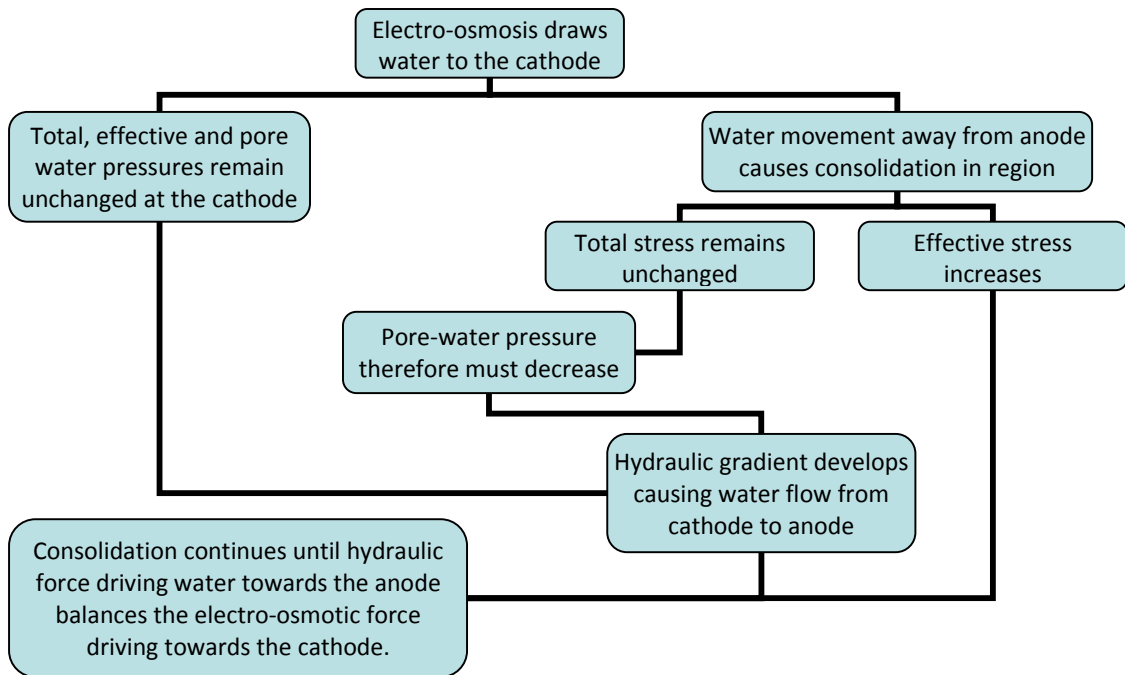 Electro-osmosis draws
water to the cathode
Total, effective and pore
water pressures remain
unchanged at the cathode
Water movement away from anode
causes consolidation in region
Total stress remains
unchanged
Effective stress
increases
Pore-water pressure
therefore must decrease
Hydraulic gradient develops
causing water flow from
cathode to anode
Consolidation continues until hydraulic
force driving water towards the anode
balances the electro-osmotic force
driving towards the cathode.